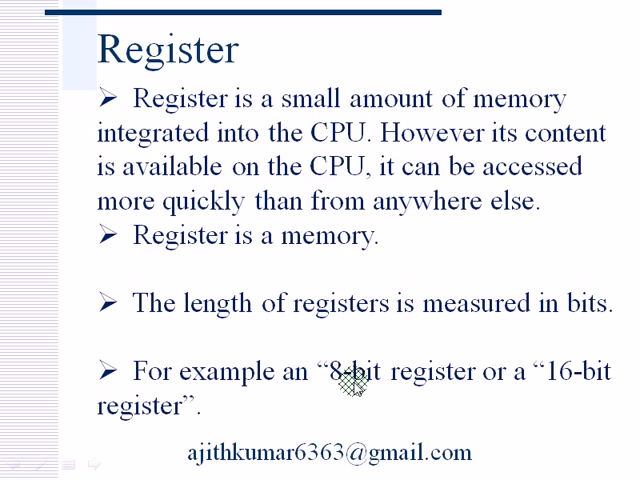 Register
➢ Register is a small amount of memory
integrated into the CPU. However its content
is available on the CPU, it can be accessed
more quickly than from anywhere else.
➢ Register is a memory.
➢ The length of registers is measured in bits.
➢ For example an “8-bit register or a “16-bit
register”.
ajithkumar6363@gmail.com